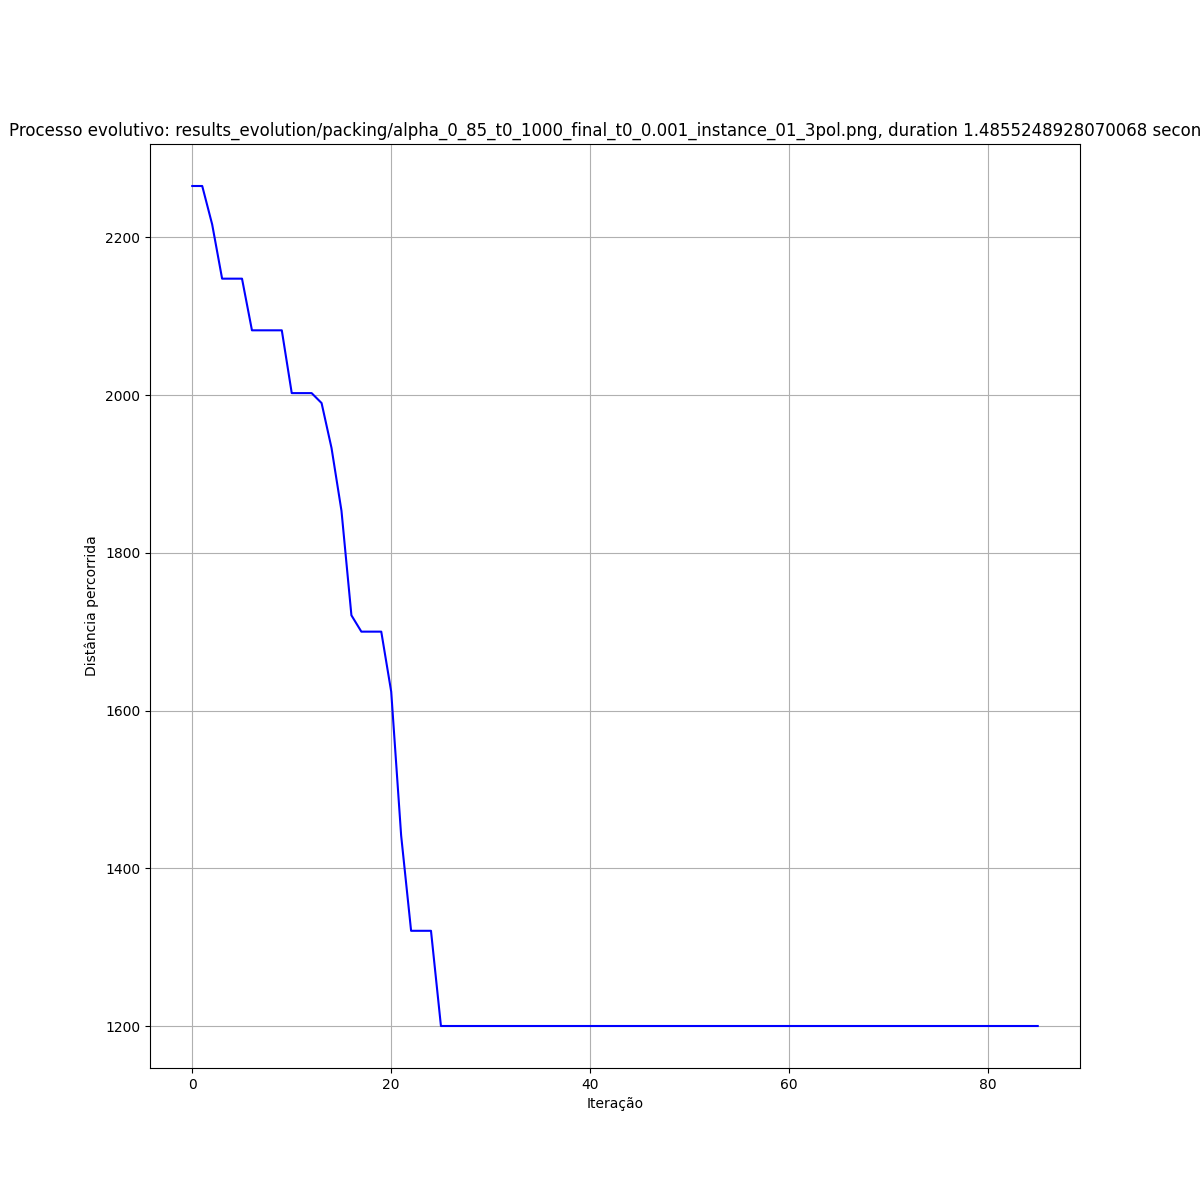 Processo evolutivo: results_evolution/packing/alpha_0_85_t0_1000_final_t0_0.001_instance_01_3pol.png, duration 1.4855248928070068 secon
2200
2000
1800
1600
1400
1200
Distância percorrida
0 20 40 60 80
Iteração